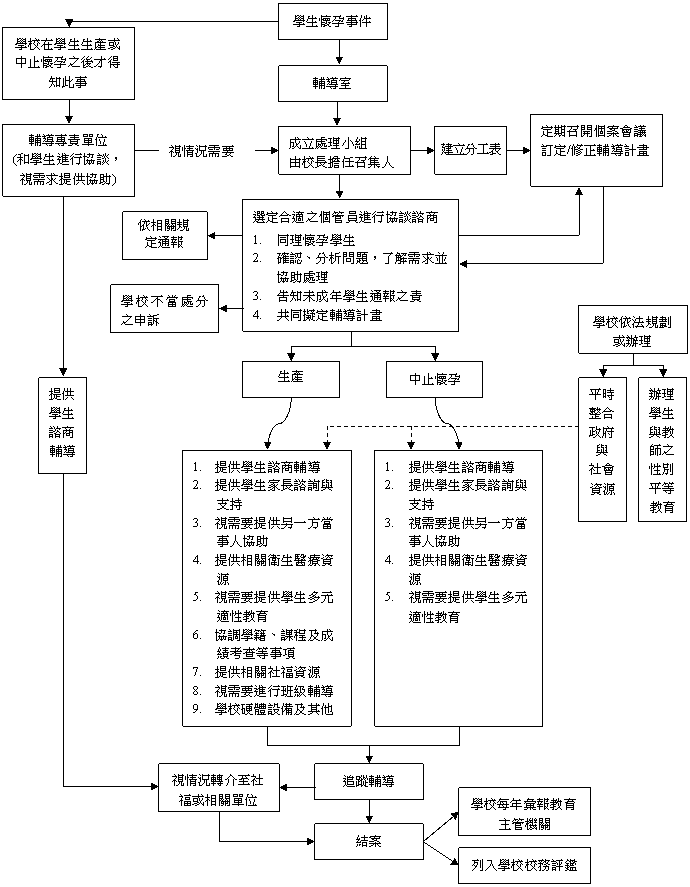 學生懷孕事件
學校在學生生產或
中止懷孕之後才得
知此事
輔導室
輔導專責單位
(和學生進行協談，
視需求提供協助)
視情況需要
成立處理小組
由校長擔任召集人
建立分工表
定期召開個案會議
訂定/修正輔導計畫
選定合適之個管員進行協談諮商
1. 同理懷孕學生
2. 確認、分析問題，了解需求並
協助處理
3. 告知未成年學生通報之責
4. 共同擬定輔導計畫
依相關規
定通報
學校不當處分
之申訴
學校依法規劃
或辦理
平時
整合
政府
與
社會
資源
辦理
學生
與教
師之
性別
平等
教育
生產
中止懷孕
提供
學生
諮商
輔導
1. 提供學生諮商輔導
2. 提供學生家長諮詢與
支持
3. 視需要提供另一方當
事人協助
4. 提供相關衛生醫療資
源
5. 視需要提供學生多元
適性教育
6. 協調學籍、課程及成
績考查等事項
7. 提供相關社福資源
8. 視需要進行班級輔導
9. 學校硬體設備及其他
1. 提供學生諮商輔導
2. 提供學生家長諮詢與
支持
3. 視需要提供另一方當
事人協助
4. 提供相關衛生醫療資
源
5. 視需要提供學生多元
適性教育
視情況轉介至社
福或相關單位
追蹤輔導
結案
學校每年彙報教育
主管機關
列入學校校務評鑑